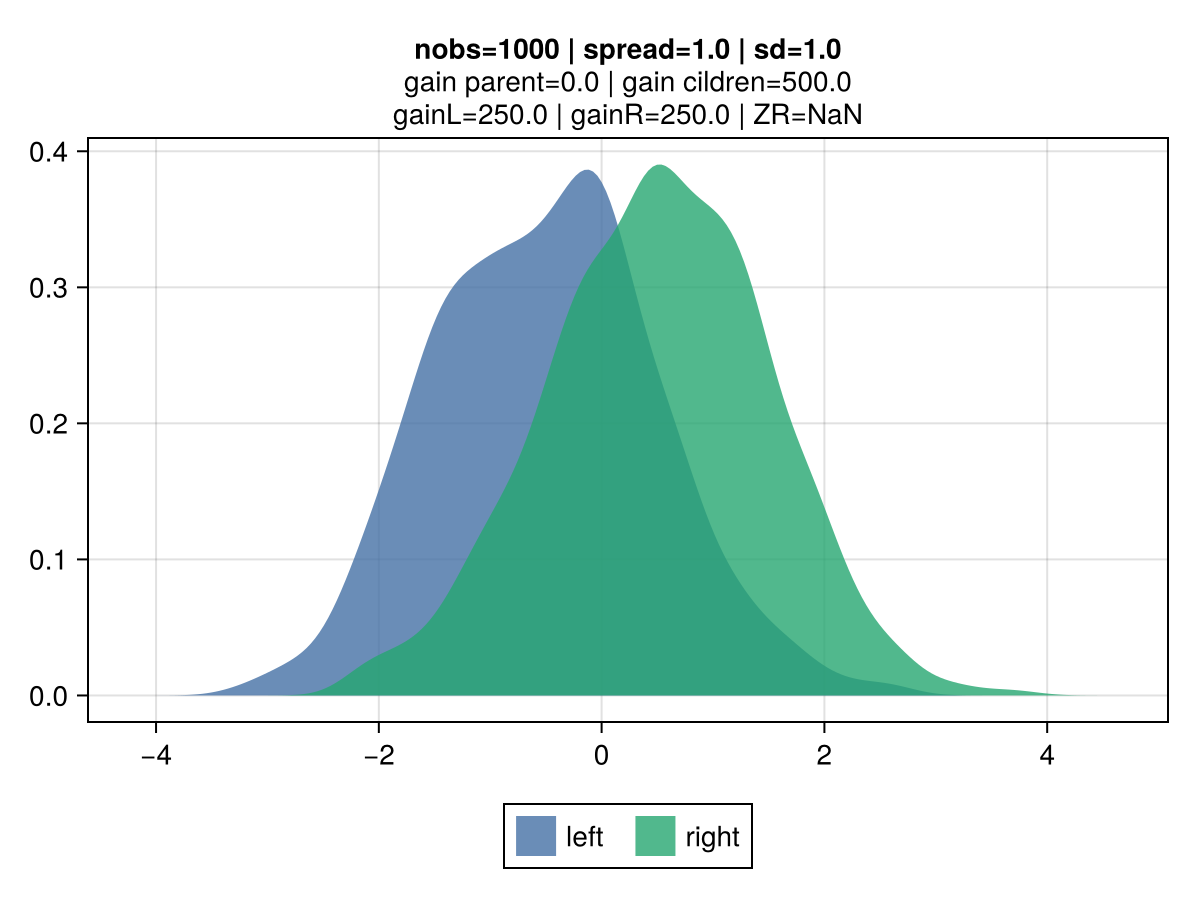 nobs=1000 | spread=1.0 | sd=1.0
gain parent=0.0 | gain cildren=500.0
gainL=250.0 | gainR=250.0 | ZR=NaN
0.4
0.3
0.2
0.1
0.0
−4
−2
0
2
4
left
right